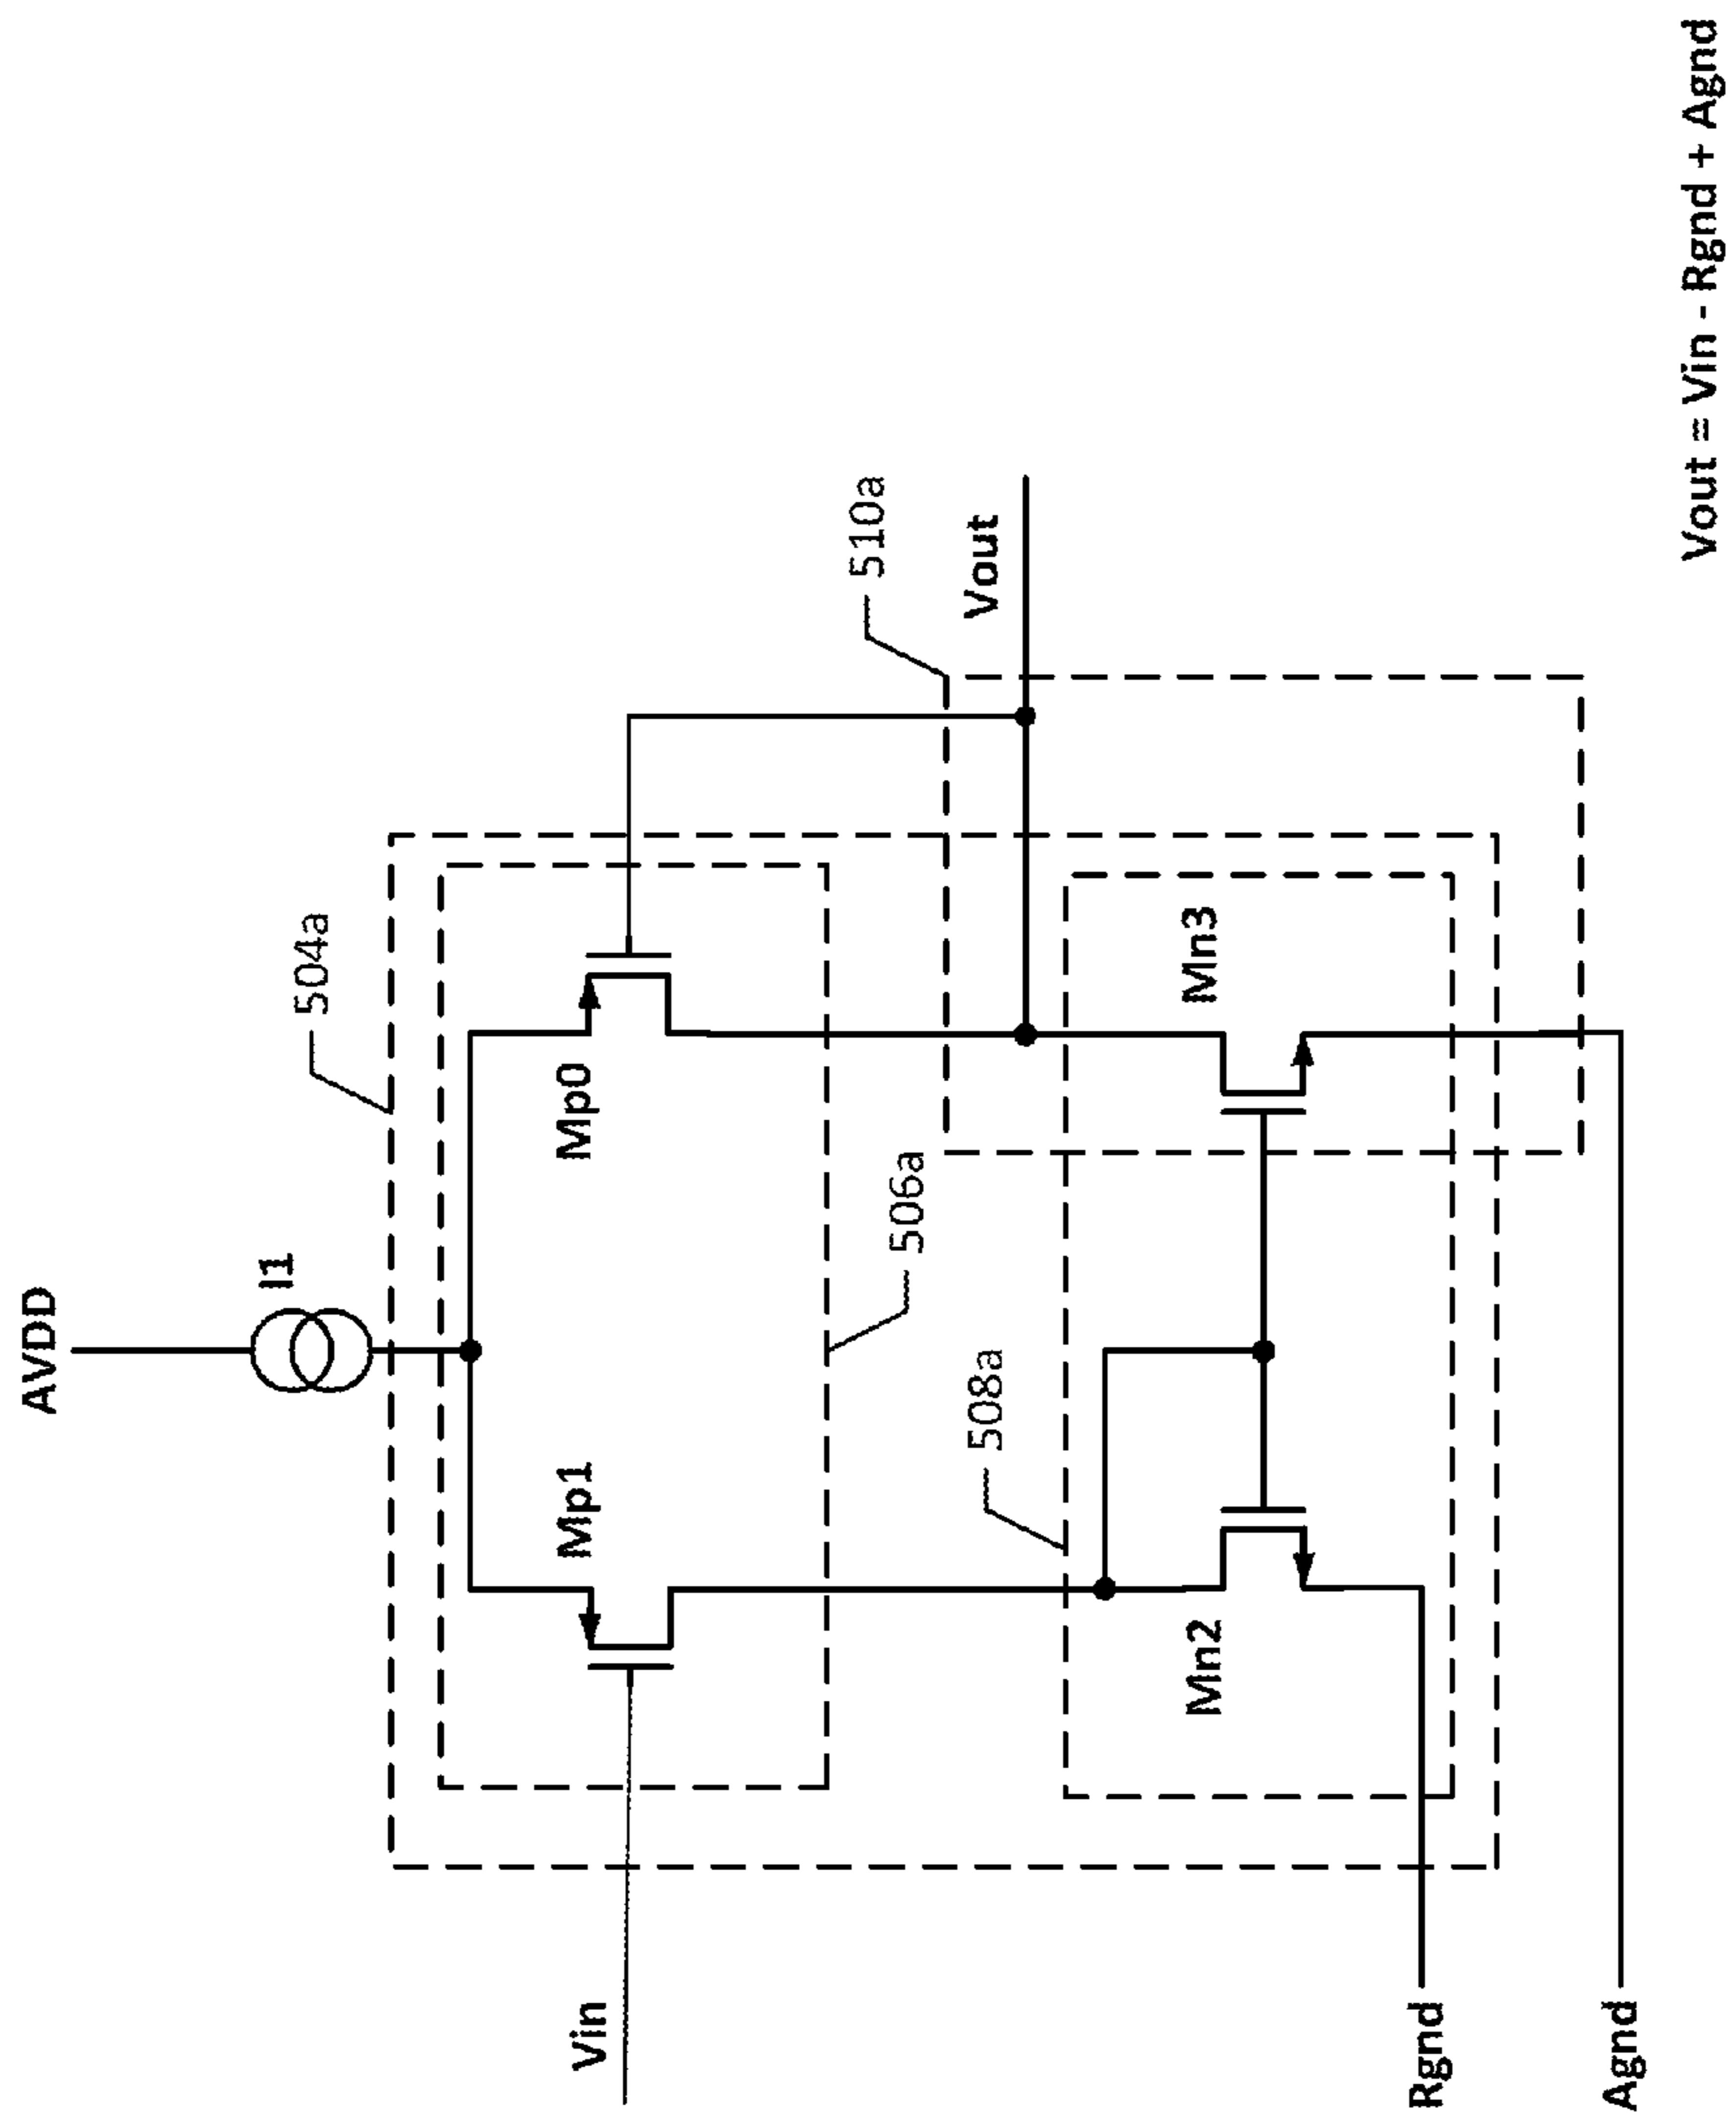 AVDD
I1
504a
Mp1
Mp0
Vin
506a
510a
508a
Vout
Mn2
Mn3
Rgnd
Agnd
Vout = Vin - Rgnd + Agnd